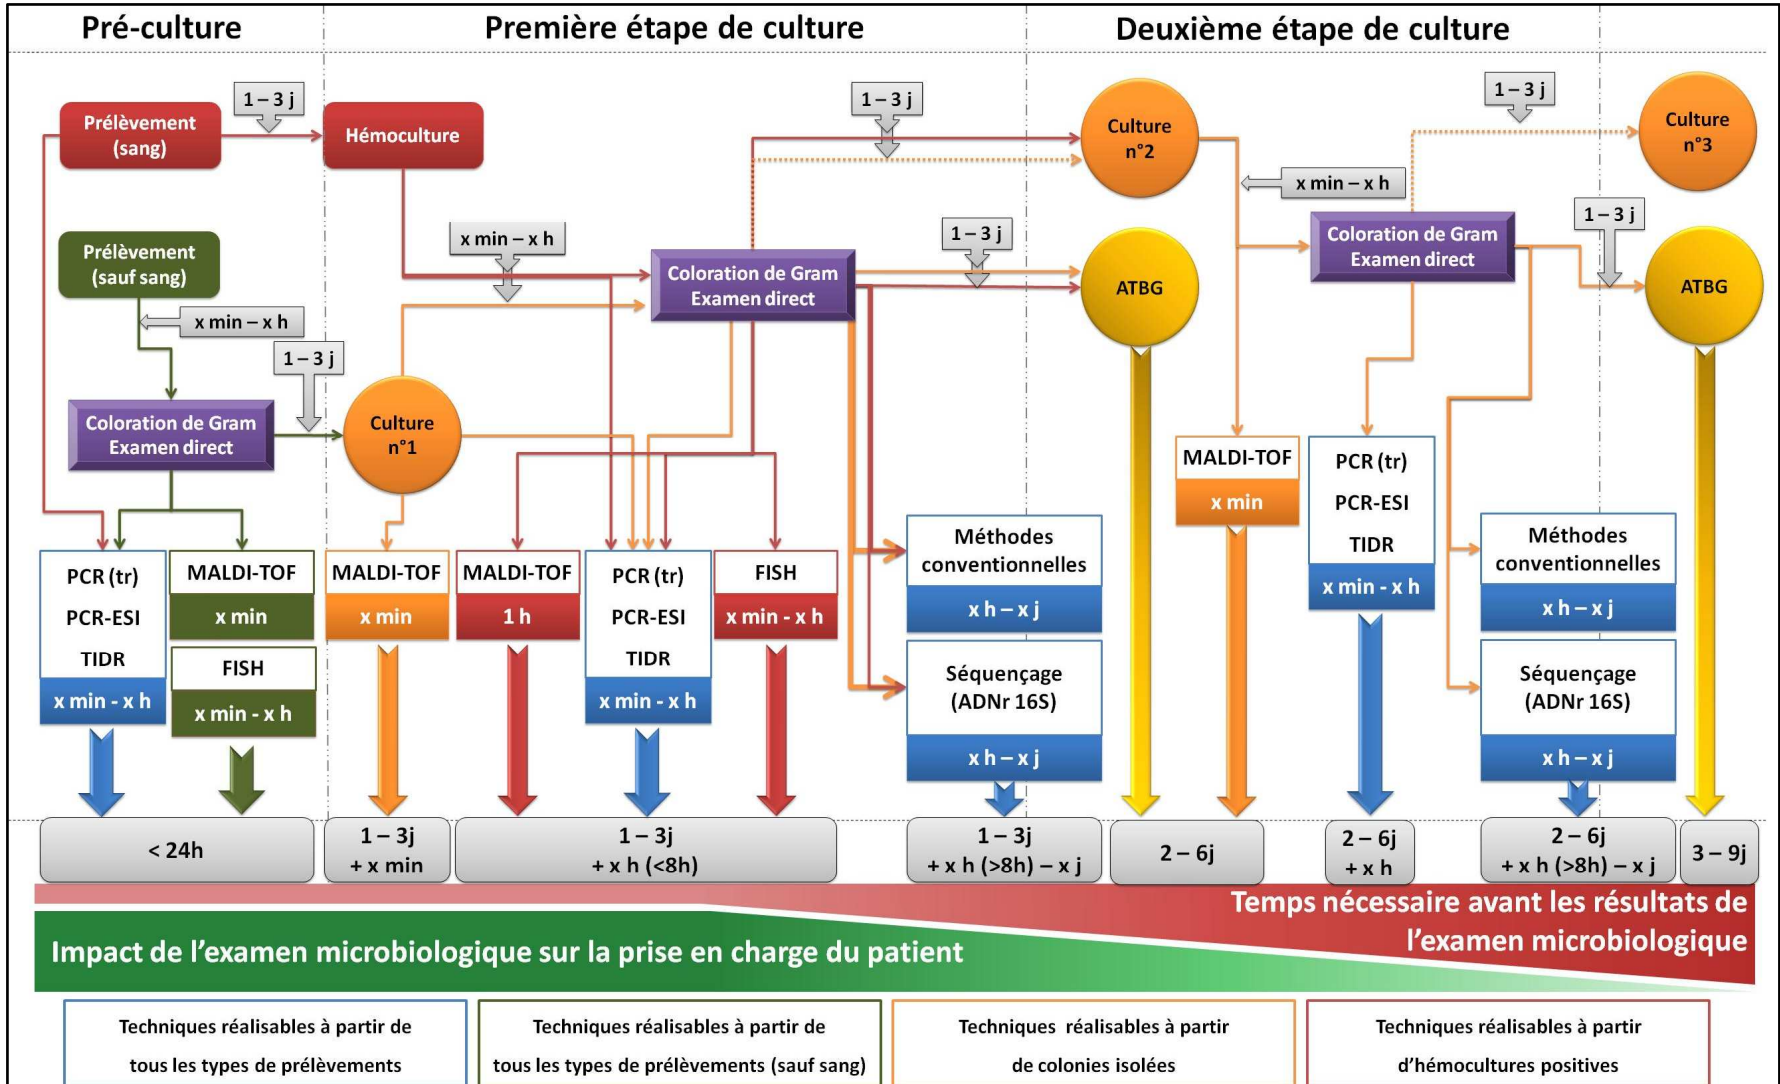 Pré-culture
Première étape de culture
Deuxième étape de culture
1 – 3 j
1 – 3 j
1 – 3 j
Prélèvement
(sang)
Hémoculture
Culture
n°2
Culture
n°3
x min – x h
Prélèvement
(sauf sang)
x min – x h
1 – 3 j
1 – 3 j
Coloration de Gram
Examen direct
Coloration de Gram
Examen direct
ATBG
ATBG
x min – x h
1 – 3 j
Coloration de Gram
Examen direct
Culture
n°1
MALDI-TOF
x min
PCR (tr)
PCR-ESI
TIDR
x min - x h
Méthodes
conventionnelles
x h – x j
Méthodes
conventionnelles
x h – x j
PCR (tr)
PCR-ESI
TIDR
x min - x h
MALDI-TOF
x min
FISH
x min - x h
MALDI-TOF
x min
MALDI-TOF
1 h
PCR (tr)
PCR-ESI
TIDR
x min - x h
FISH
x min - x h
Séquençage
(ADNr 16S)
x h – x j
Séquençage
(ADNr 16S)
x h – x j
< 24h
1 – 3j
+ x min
1 – 3j
+ x h (<8h)
1 – 3j
+ x h (>8h) – x j
2 – 6j
2 – 6j
+ x h
2 – 6j
+ x h (>8h) – x j
3 – 9j
Temps nécessaire avant les résultats de
l’examen microbiologique
Impact de l’examen microbiologique sur la prise en charge du patient
Techniques réalisables à partir de
tous les types de prélèvements
Techniques réalisables à partir de
tous les types de prélèvements (sauf sang)
Techniques réalisables à partir
de colonies isolées
Techniques réalisables à partir
d’hémocultures positives